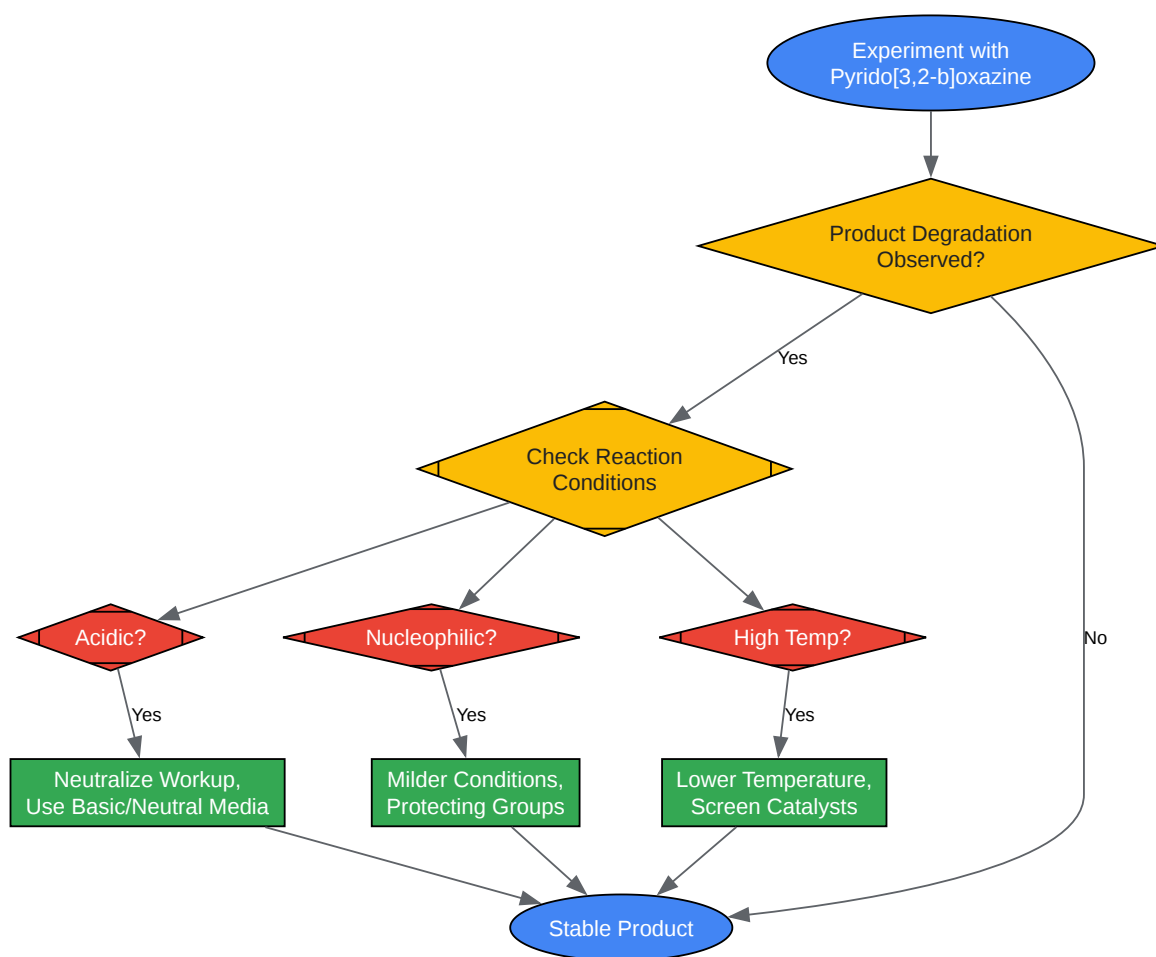 Experiment with
Pyrido[3,2-b]oxazine
Product Degradation
Observed?
Yes
Check Reaction
Conditions
Acidic?
Nucleophilic?
High Temp?
No
Yes
Yes
Yes
Neutralize Workup,
Use Basic/Neutral Media
Milder Conditions,
Protecting Groups
Lower Temperature,
Screen Catalysts
Stable Product